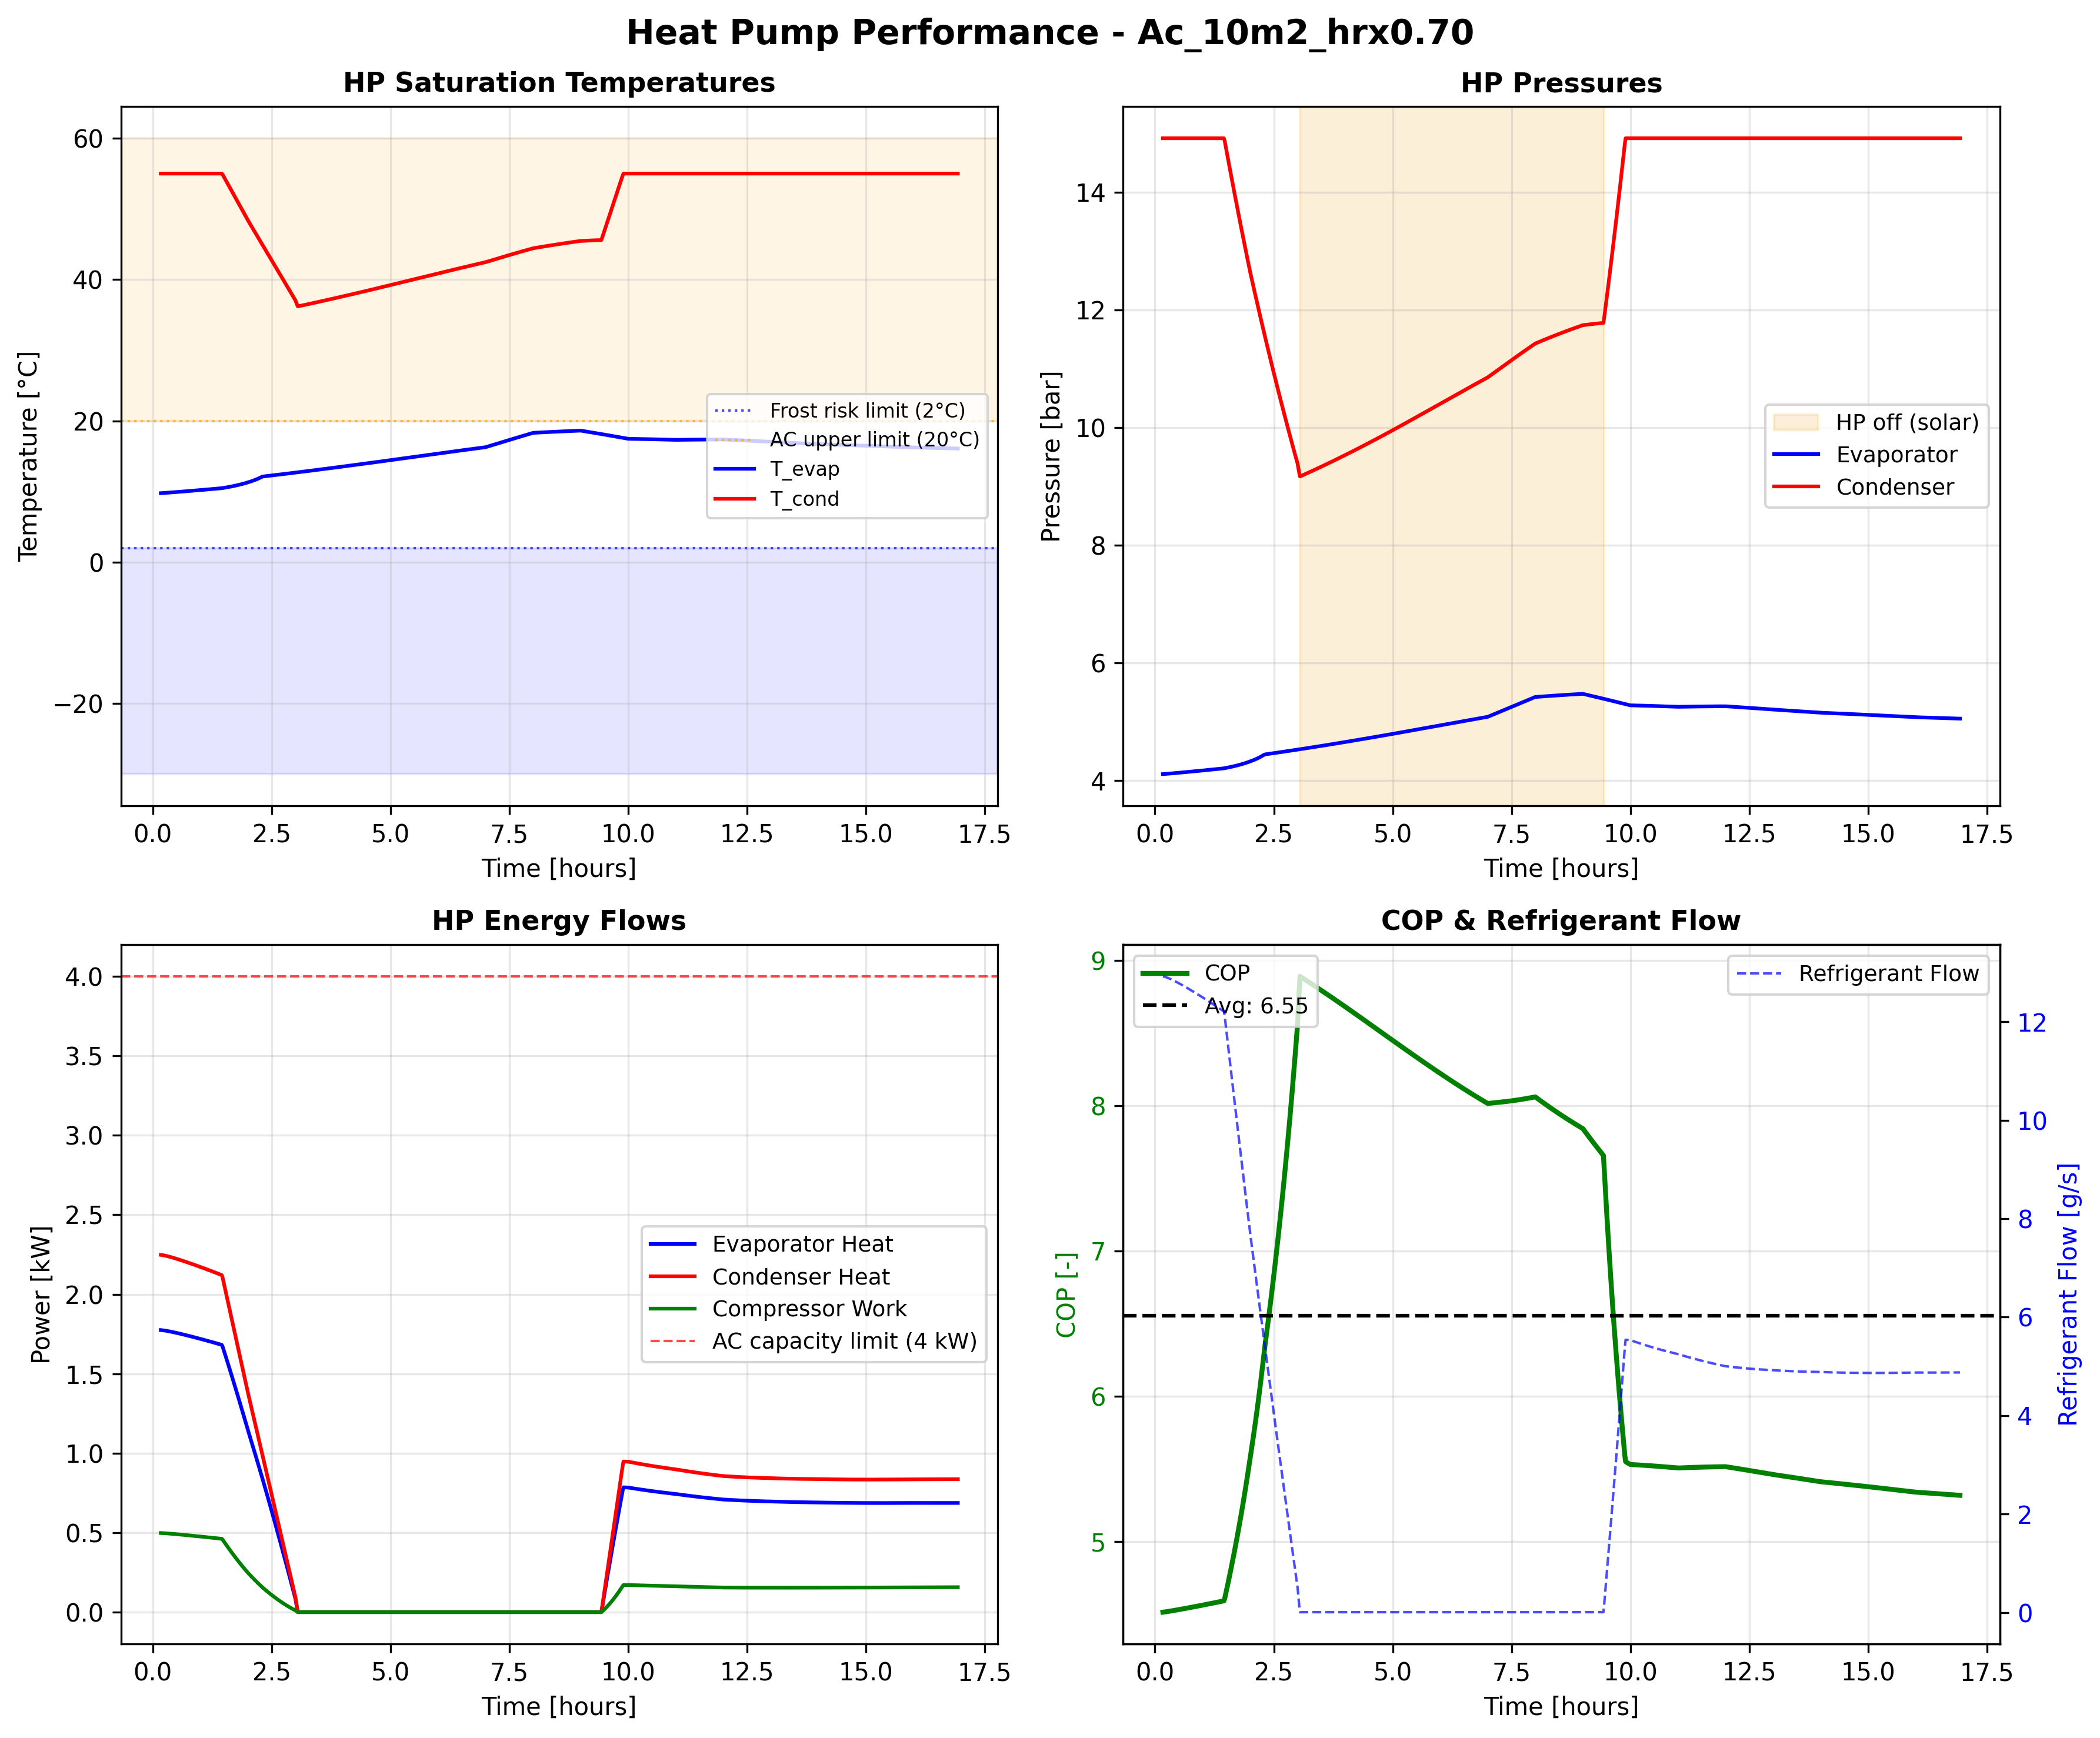 Heat Pump Performance - Ac_10m2_hrx0.70
HP Saturation Temperatures
60
40
20
0
−20
Temperature [°C]
Frost risk limit (2°C)
AC upper limit (20°C)
T_evap
T_cond
0.0 2.5 5.0 7.5 10.0 12.5 15.0 17.5
Time [hours]
HP Pressures
14
12
10
8
6
4
Pressure [bar]
HP off (solar)
Evaporator
Condenser
0.0 2.5 5.0 7.5 10.0 12.5 15.0 17.5
Time [hours]
HP Energy Flows
4.0
3.5
3.0
2.5
2.0
1.5
1.0
0.5
0.0
Power [kW]
Evaporator Heat
Condenser Heat
Compressor Work
AC capacity limit (4 kW)
0.0 2.5 5.0 7.5 10.0 12.5 15.0 17.5
Time [hours]
COP & Refrigerant Flow
9
8
7
6
5
COP [-]
COP
Avg: 6.55
Refrigerant Flow
12
10
8
6
4
2
0
Refrigerant Flow [g/s]
0.0 2.5 5.0 7.5 10.0 12.5 15.0 17.5
Time [hours]